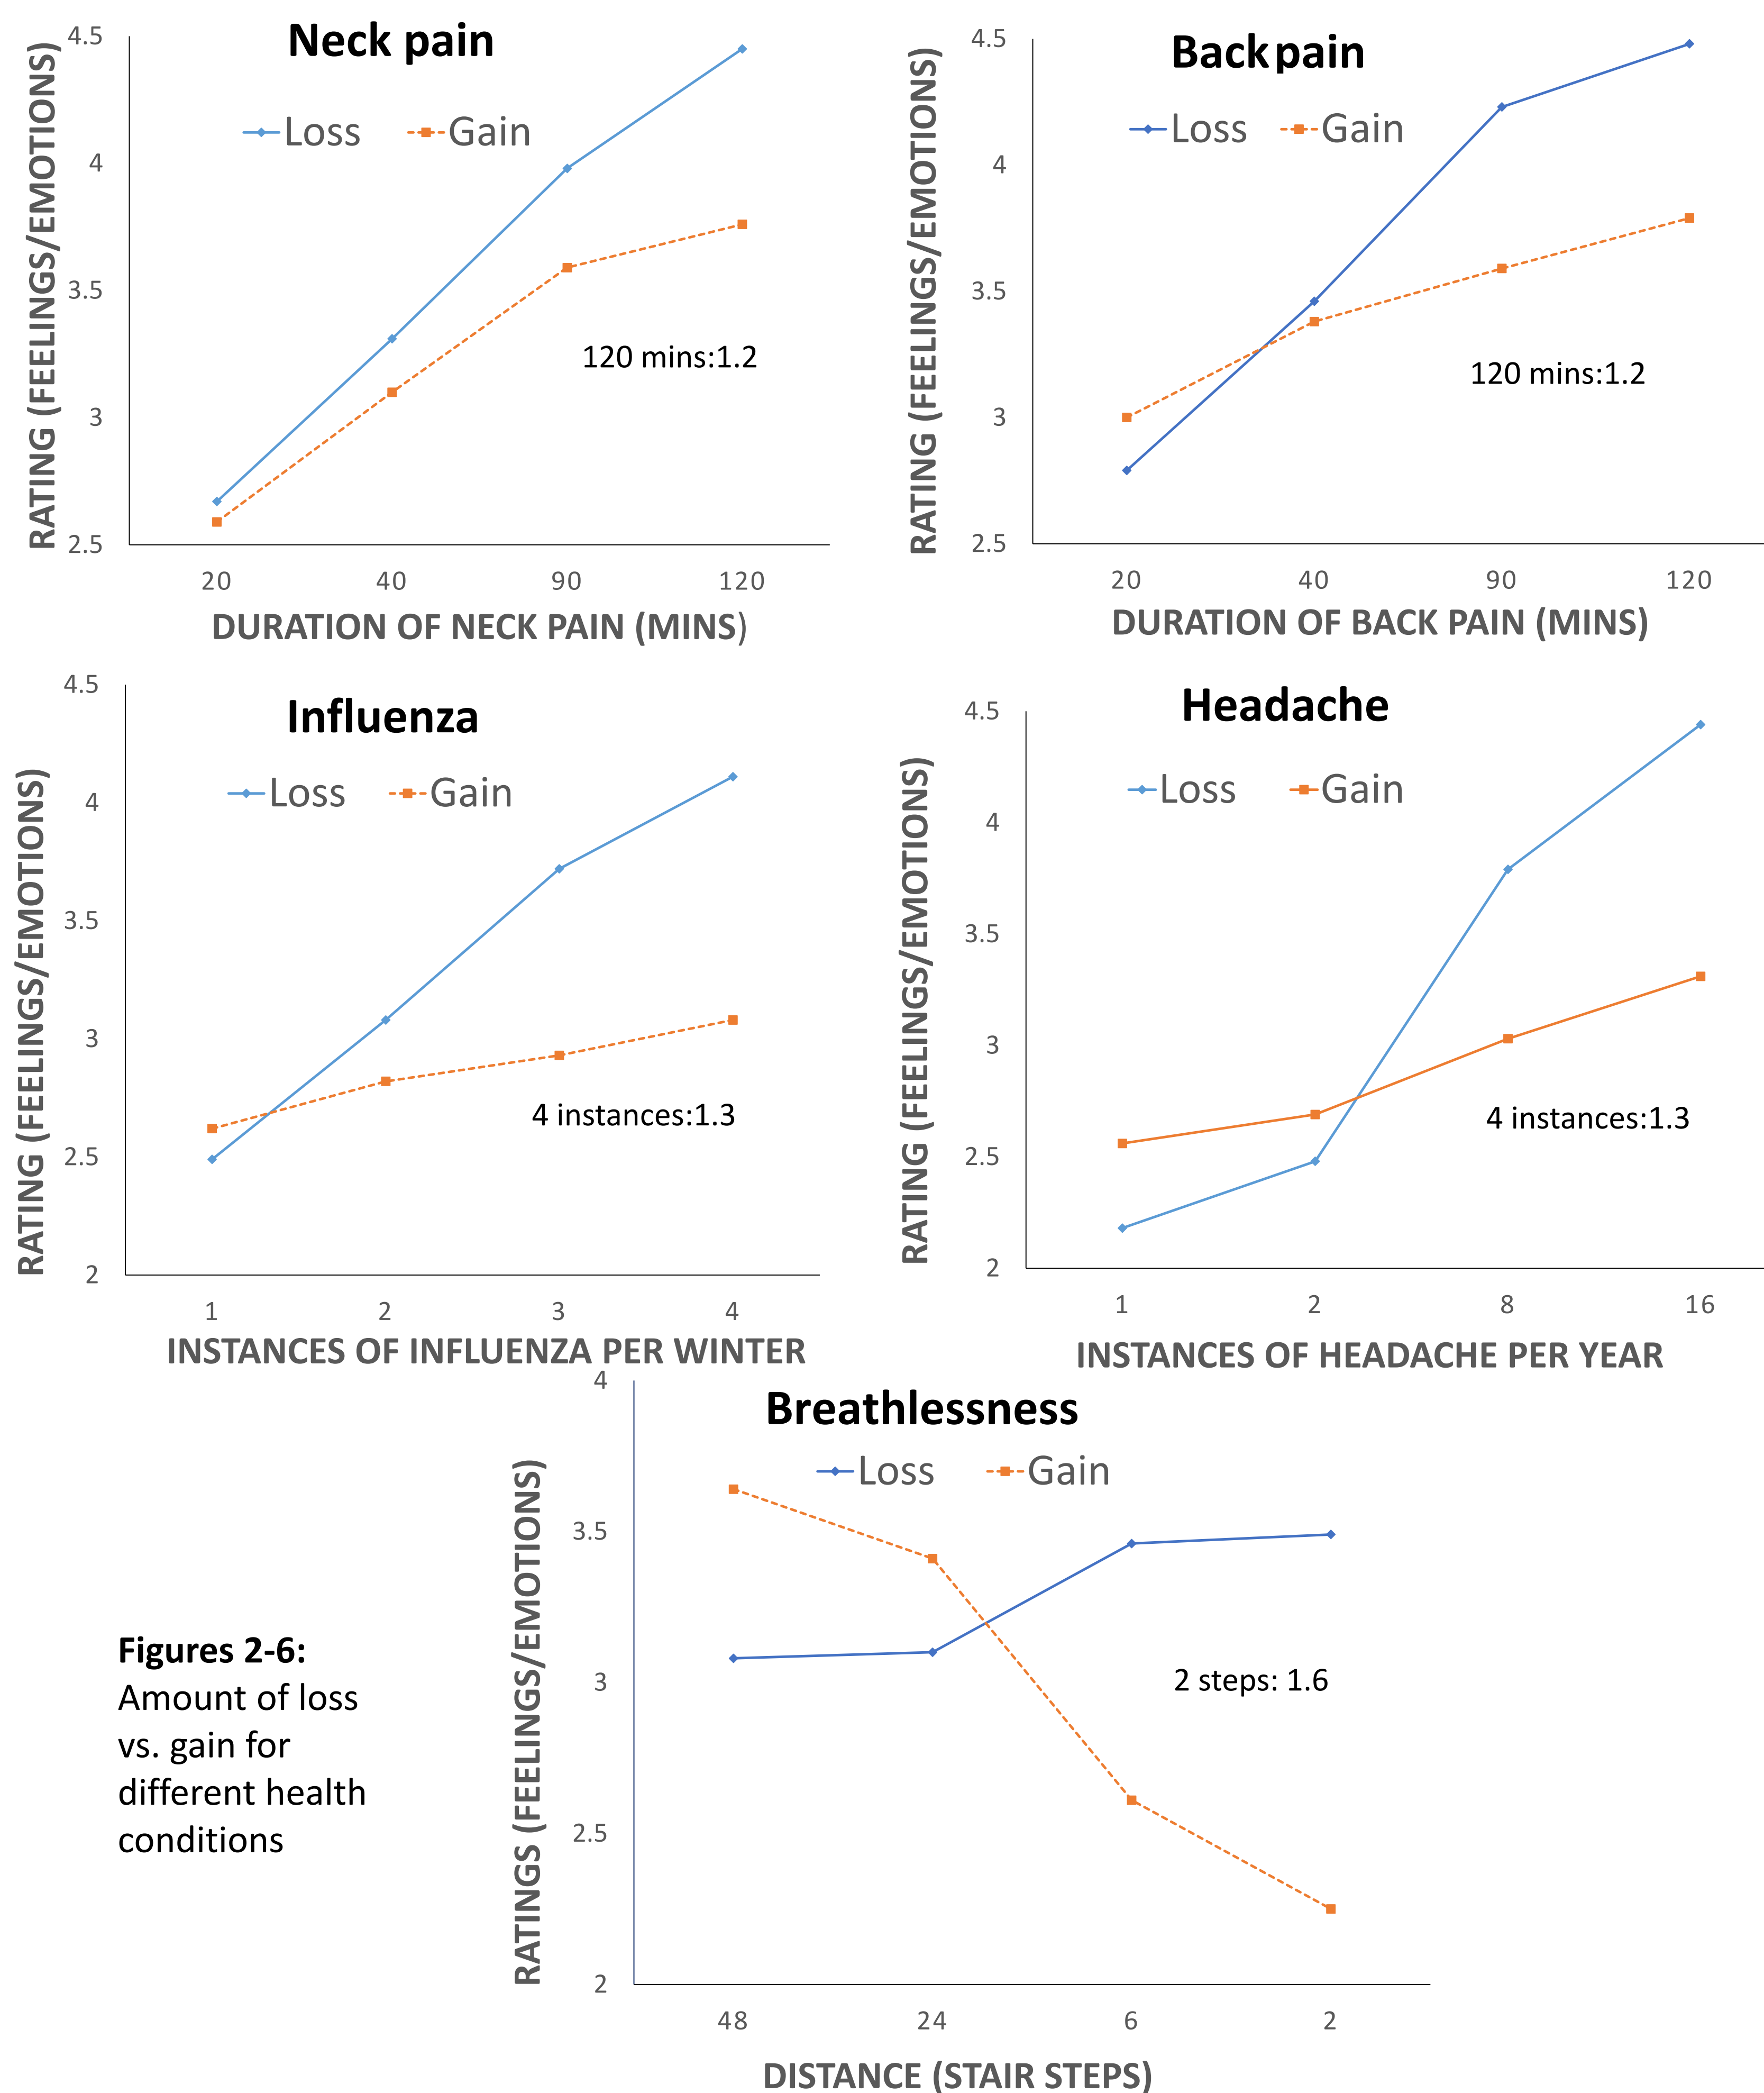 Neck pain
Loss Gain
RATING (FEELINGS/EMOTIONS)
4.5
4
3.5
3
2.5
120 mins:1.2
20 40 90 120
DURATION OF NECK PAIN (MINS)
Back pain
Loss Gain
RATING (FEELINGS/EMOTIONS)
4.5
4
3.5
3
2.5
120 mins:1.2
20 40 90 120
DURATION OF BACK PAIN (MINS)
Influenza
Loss Gain
RATING (FEELINGS/EMOTIONS)
4.5
4
3.5
3
2.5
2
4 instances:1.3
1 2 3 4
INSTANCES OF INFLUENZA PER WINTER
Headache
Loss Gain
RATING (FEELINGS/EMOTIONS)
4.5
4
3.5
3
2.5
2
4 instances:1.3
1 2 8 16
INSTANCES OF HEADACHE PER YEAR
Breathlessness
Loss Gain
RATINGS (FEELINGS/EMOTIONS)
4
3.5
3
2.5
2
2 steps: 1.6
48 24 6 2
DISTANCE (STAIR STEPS)
Figures 2-6:
Amount of loss
vs. gain for
different health
conditions